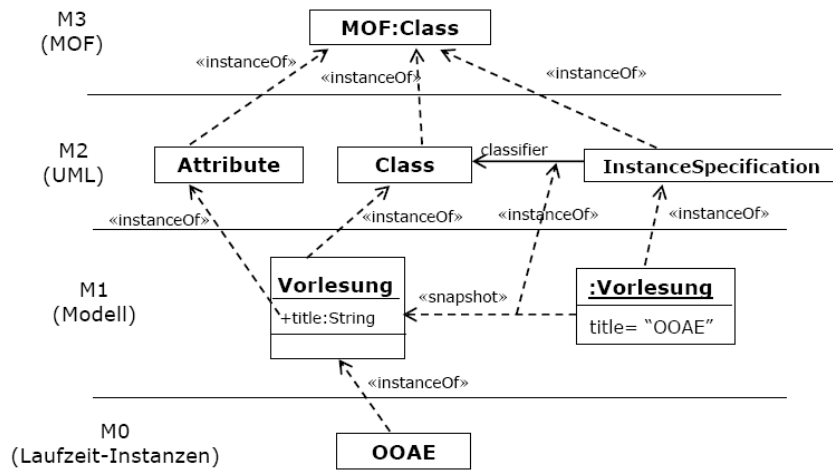 M3
(MOF)
MOF:Class
«instanceOf»
«instanceOf»
«instanceOf»
M2
(UML)
Attribute
Class
classifier
InstanceSpecification
«instanceOf»
«instanceOf»
«instanceOf»
«instanceOf»
M1
(Modell)
Vorlesung
+title:String
«snapshot»
:Vorlesung
title= “OOAE”
«instanceOf»
M0
(Laufzeit-Instanzen)
OOAE